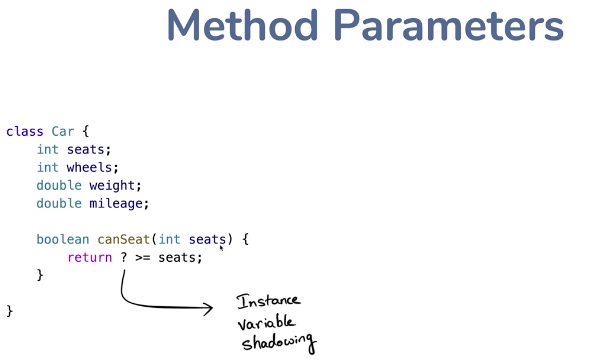 Method Parameters
class Car {
    int seats;
    int wheels;
    double weight;
    double mileage;
    boolean canSeat(int seats) {
        return ? >= seats;
    }
}
Instance
variable
shadowing